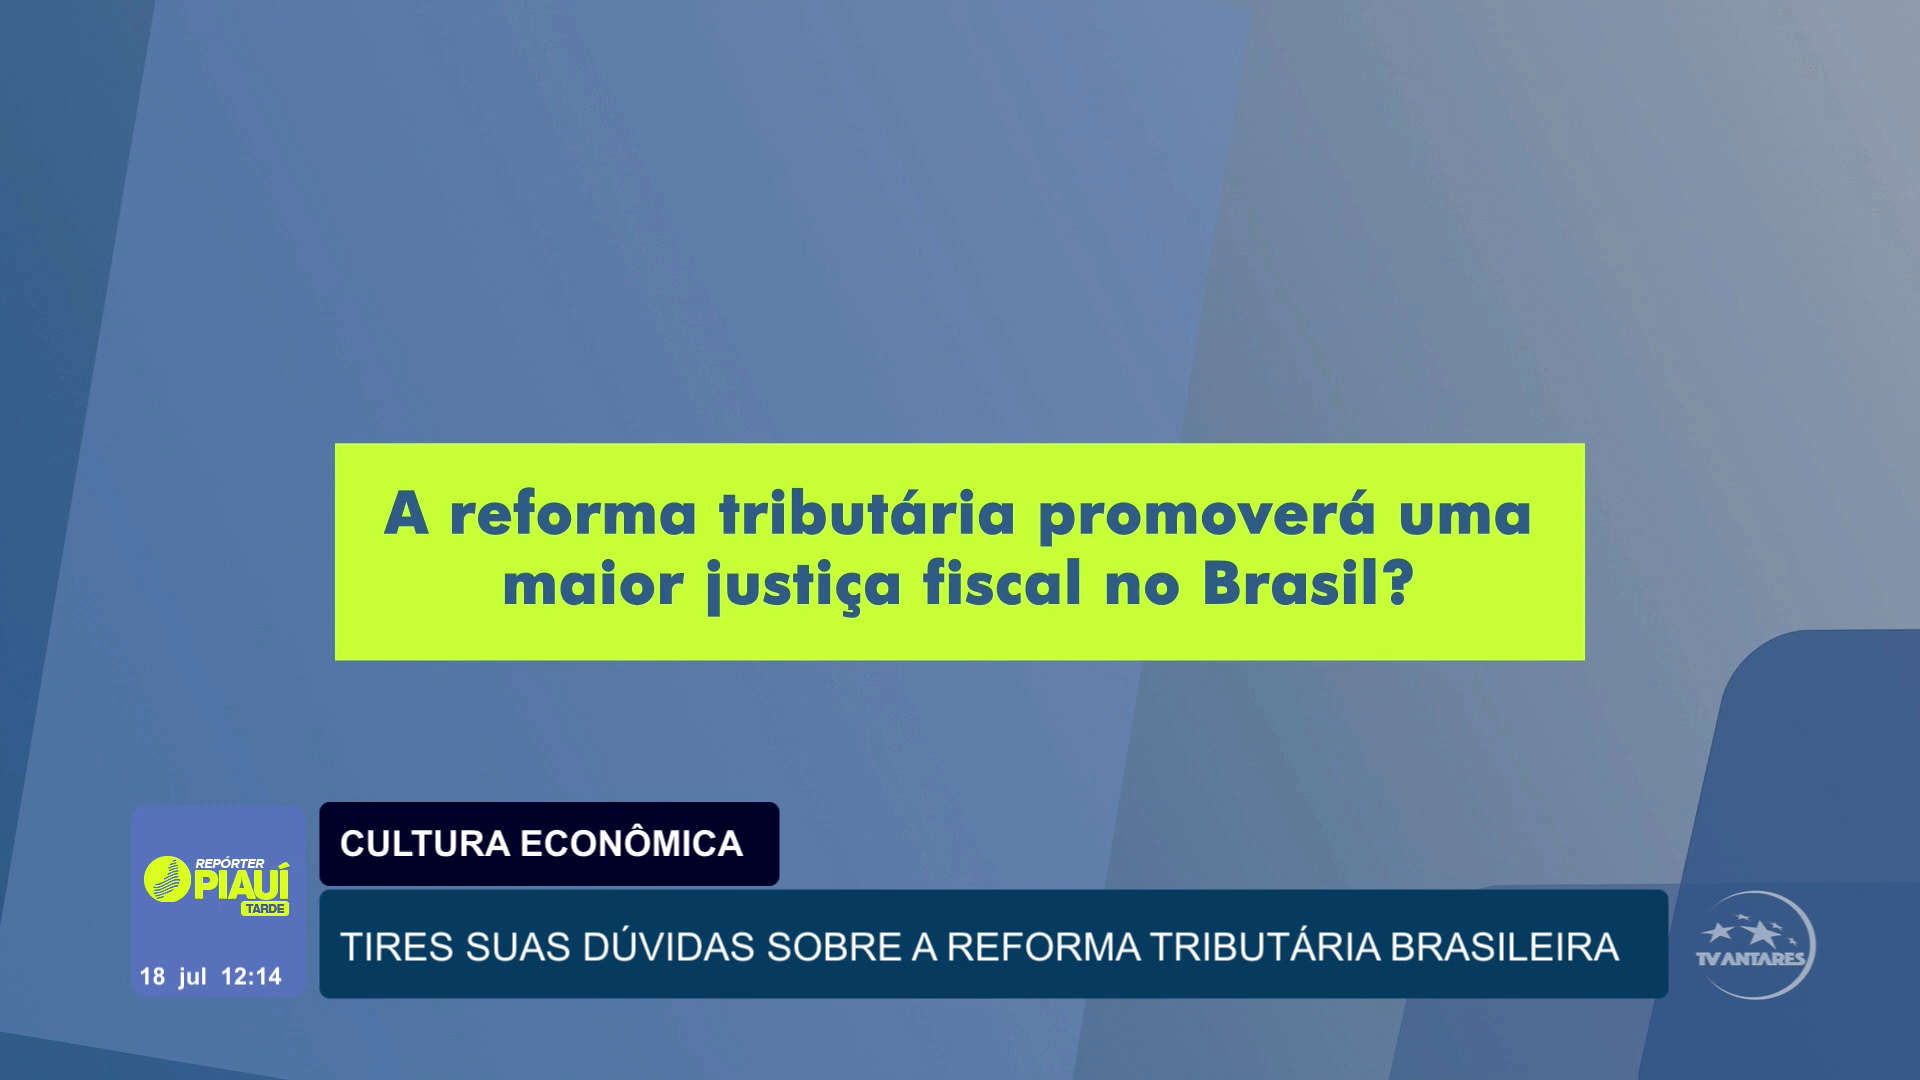 A reforma tributária promoverá uma
maior justiça fiscal no Brasil?
CULTURA ECONÔMICA
REPÓRTER
PIAUÍ
TARDE
18 jul 12:14
TIRES SUAS DÚVIDAS SOBRE A REFORMA TRIBUTÁRIA BRASILEIRA
TV ANTARES